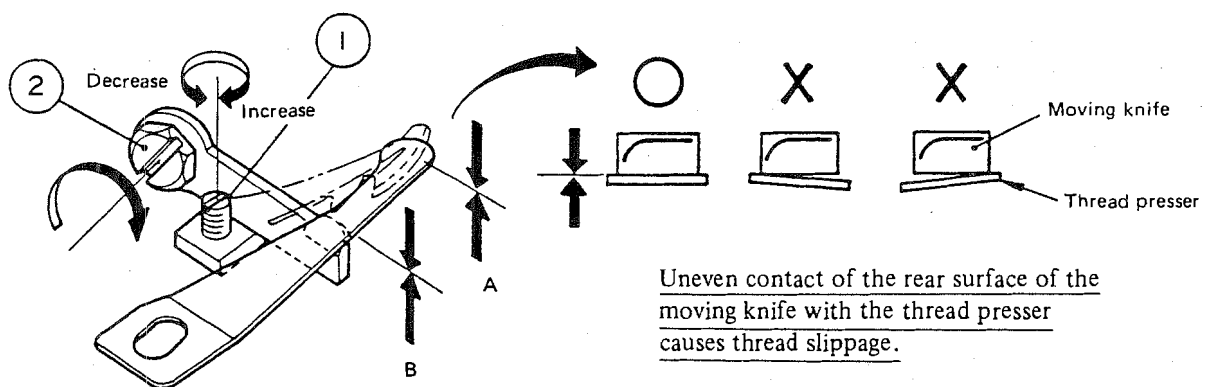 1
2
Decrease
Increase
A
B
Moving knife
Thread presser
Uneven contact of the rear surface of the
moving knife with the thread presser
causes thread slippage.